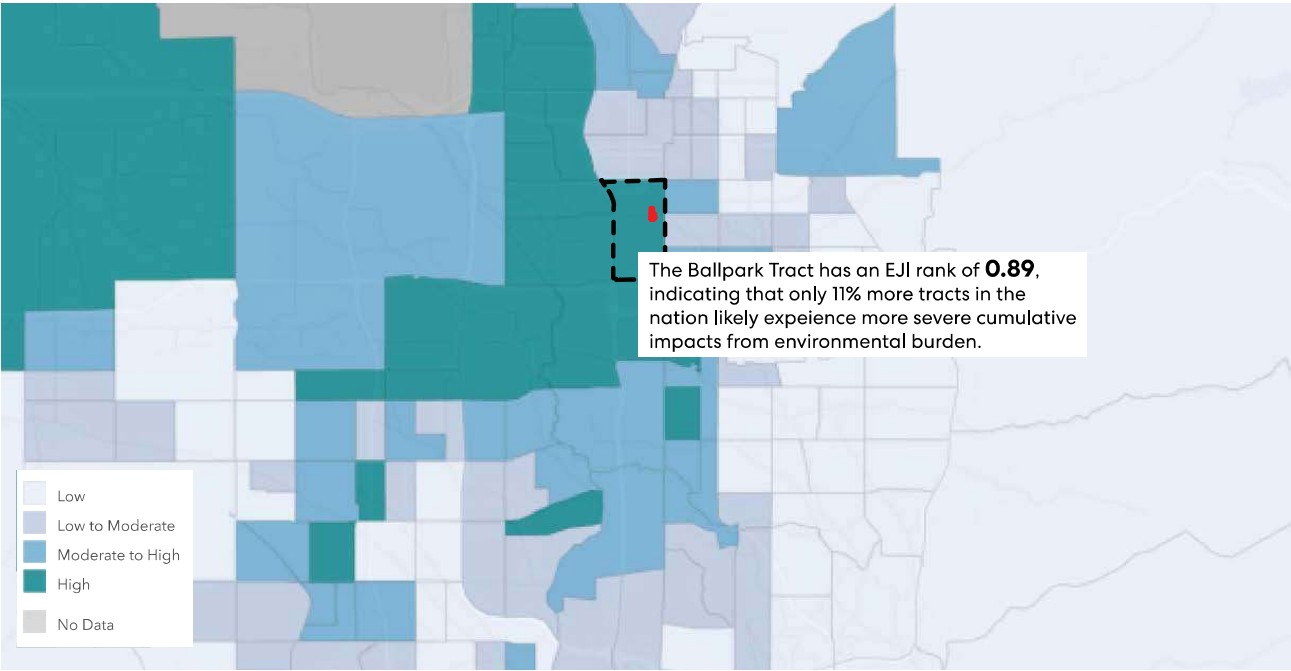 The Ballpark Tract has an EJI rank of 0.89,
indicating that only 11% more tracts in the
nation likely expeience more severe cumulative
impacts from environmental burden.
Low
Low to Moderate
Moderate to High
High
No Data